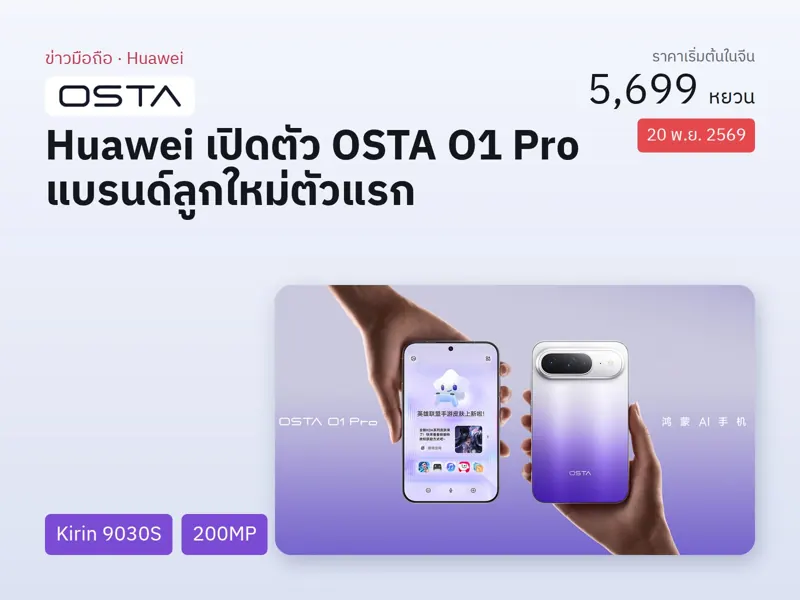 ข่าวมือถือ · Huawei
OSTA
Huawei เปิดตัว OSTA O1 Pro
แบรนด์ลูกใหม่ตัวแรก
ราคาเริ่มต้นในจีน
5,699 หยวน
20 พ.ย. 2569
OSTA O1 Pro
英雄联盟手游皮肤上新啦!
OSTA
鸿蒙 AI 手机
Kirin 9030S
200MP